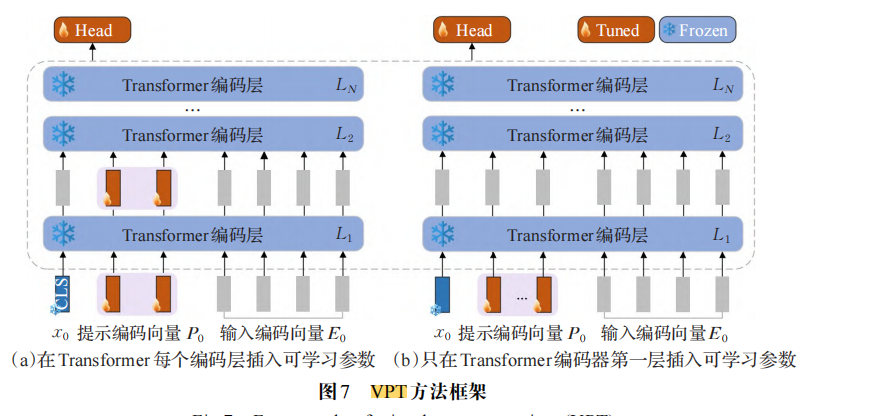 Head
Head
Tuned
Frozen
Transformer编码层 L_N
Transformer编码层 L_N
...
...
Transformer编码层 L_2
Transformer编码层 L_2
Transformer编码层 L_1
Transformer编码层 L_1
CLS
...
x_0 提示编码向量 P_0 输入编码向量 E_0
x_0 提示编码向量 P_0 输入编码向量 E_0
(a)在Transformer每个编码层插入可学习参数
(b)只在Transformer编码器第一层插入可学习参数
图7 VPT方法框架